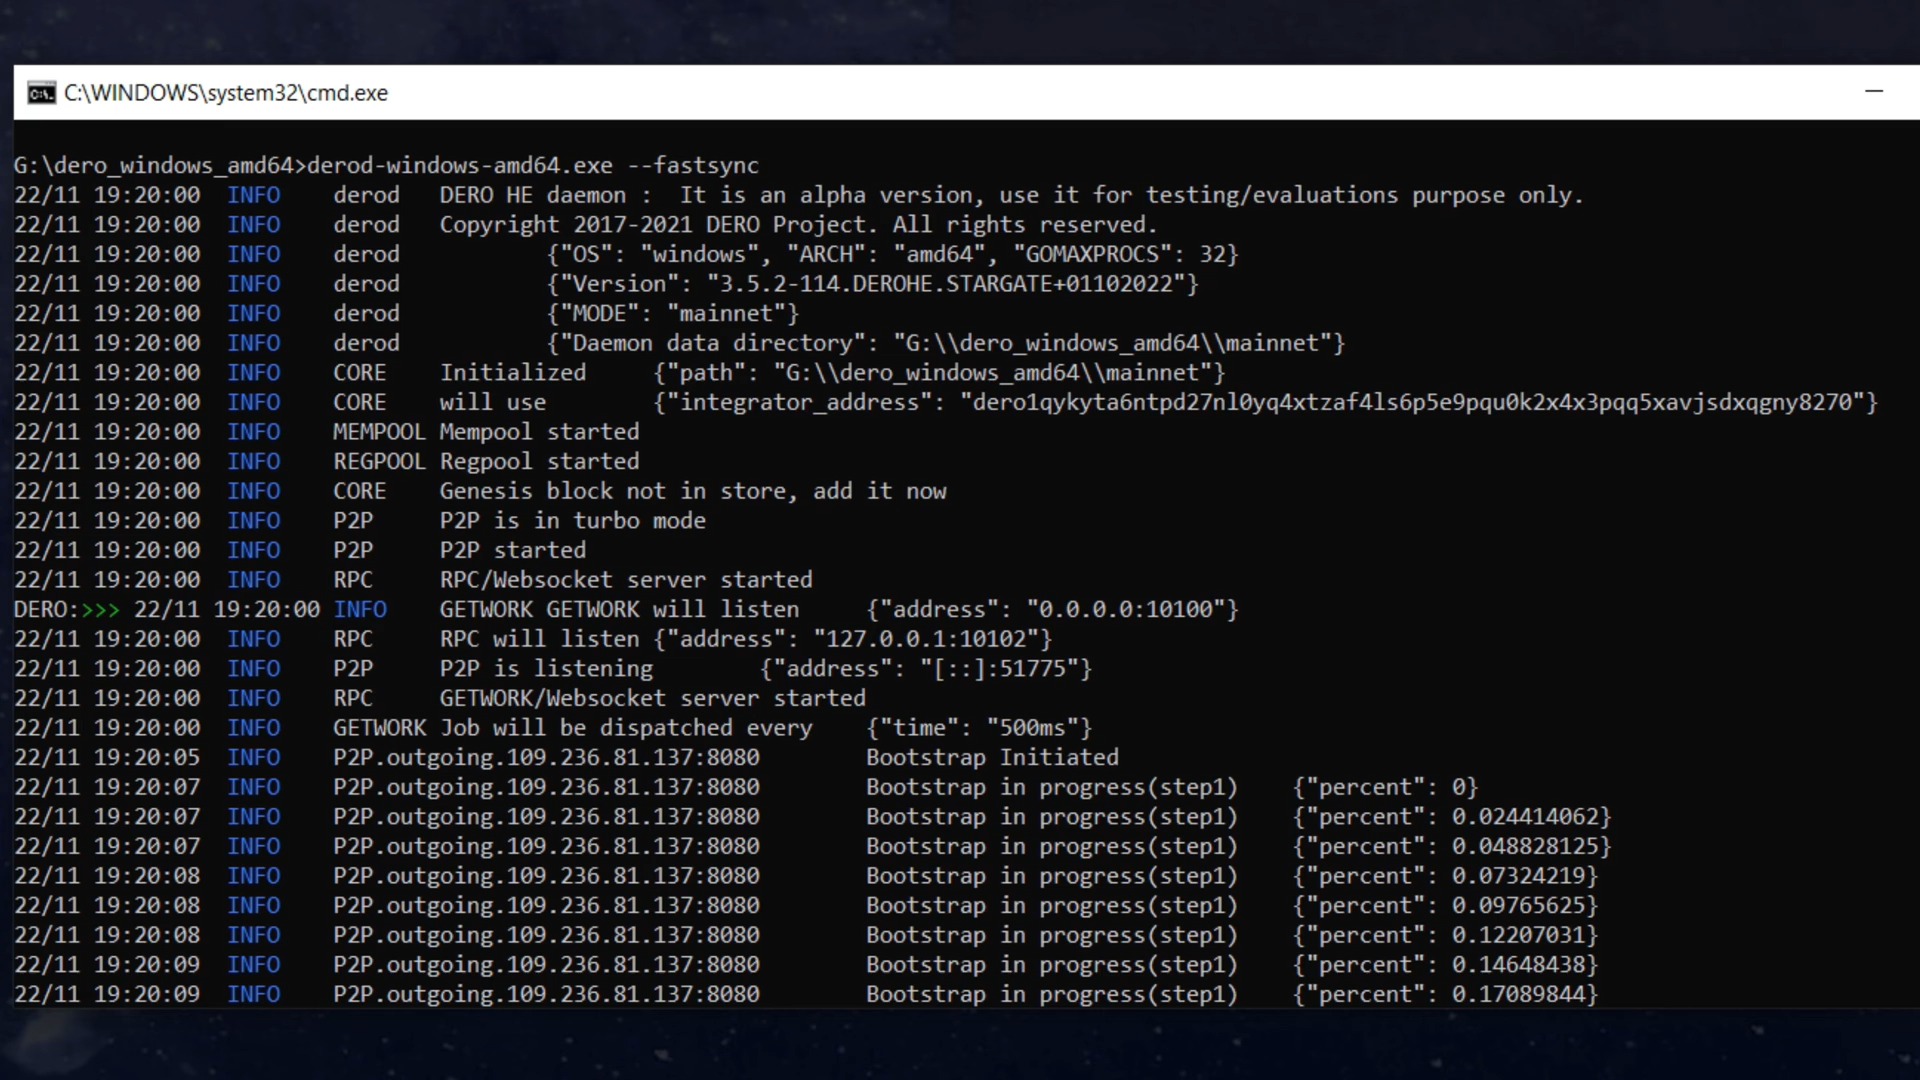 C:\WINDOWS\system32\cmd.exe
G:\dero_windows_amd64>derod-windows-amd64.exe --fastsync
22/11 19:20:00 INFO derod DERO HE daemon : It is an alpha version, use it for testing/evaluations purpose only.
22/11 19:20:00 INFO derod Copyright 2017-2021 DERO Project. All rights reserved.
22/11 19:20:00 INFO derod {"OS": "windows", "ARCH": "amd64", "GOMAXPROCS": 32}
22/11 19:20:00 INFO derod {"Version": "3.5.2-114.DEROHE.STARGATE+01102022"}
22/11 19:20:00 INFO derod {"MODE": "mainnet"}
22/11 19:20:00 INFO derod {"Daemon data directory": "G:\\dero_windows_amd64\\mainnet"}
22/11 19:20:00 INFO CORE Initialized {"path": "G:\\dero_windows_amd64\\mainnet"}
22/11 19:20:00 INFO CORE will use {"integrator_address": "dero1qykyta6ntpd27nl0yq4xtzaf4ls6p5e9pqu0k2x4x3pqq5xavjsdxqgny8270"}
22/11 19:20:00 INFO MEMPOOL Mempool started
22/11 19:20:00 INFO REGPOOL Regpool started
22/11 19:20:00 INFO CORE Genesis block not in store, add it now
22/11 19:20:00 INFO P2P P2P is in turbo mode
22/11 19:20:00 INFO P2P P2P started
22/11 19:20:00 INFO RPC RPC/Websocket server started
DERO:>>> 22/11 19:20:00 INFO GETWORK GETWORK will listen {"address": "0.0.0.0:10100"}
22/11 19:20:00 INFO RPC RPC will listen {"address": "127.0.0.1:10102"}
22/11 19:20:00 INFO P2P P2P is listening {"address": "[::]:51775"}
22/11 19:20:00 INFO RPC GETWORK/Websocket server started
22/11 19:20:00 INFO GETWORK Job will be dispatched every {"time": "500ms"}
22/11 19:20:05 INFO P2P.outgoing.109.236.81.137:8080 Bootstrap Initiated
22/11 19:20:07 INFO P2P.outgoing.109.236.81.137:8080 Bootstrap in progress(step1) {"percent": 0}
22/11 19:20:07 INFO P2P.outgoing.109.236.81.137:8080 Bootstrap in progress(step1) {"percent": 0.024414062}
22/11 19:20:07 INFO P2P.outgoing.109.236.81.137:8080 Bootstrap in progress(step1) {"percent": 0.048828125}
22/11 19:20:08 INFO P2P.outgoing.109.236.81.137:8080 Bootstrap in progress(step1) {"percent": 0.07324219}
22/11 19:20:08 INFO P2P.outgoing.109.236.81.137:8080 Bootstrap in progress(step1) {"percent": 0.09765625}
22/11 19:20:08 INFO P2P.outgoing.109.236.81.137:8080 Bootstrap in progress(step1) {"percent": 0.12207031}
22/11 19:20:09 INFO P2P.outgoing.109.236.81.137:8080 Bootstrap in progress(step1) {"percent": 0.14648438}
22/11 19:20:09 INFO P2P.outgoing.109.236.81.137:8080 Bootstrap in progress(step1) {"percent": 0.17089844}